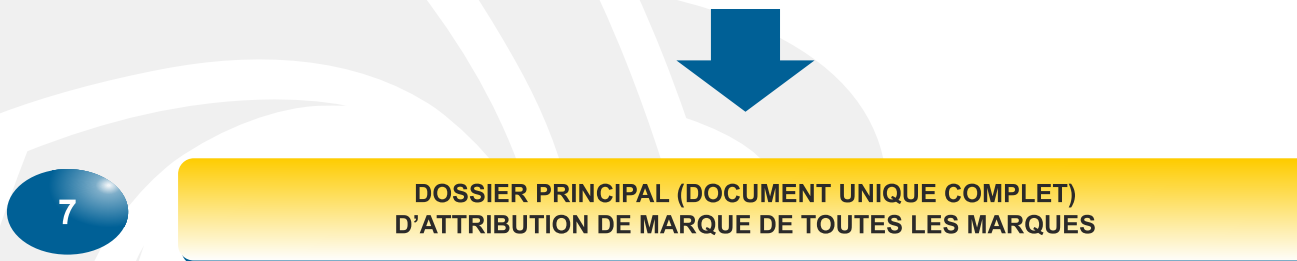 7
DOSSIER PRINCIPAL (DOCUMENT UNIQUE COMPLET)
D’ATTRIBUTION DE MARQUE DE TOUTES LES MARQUES